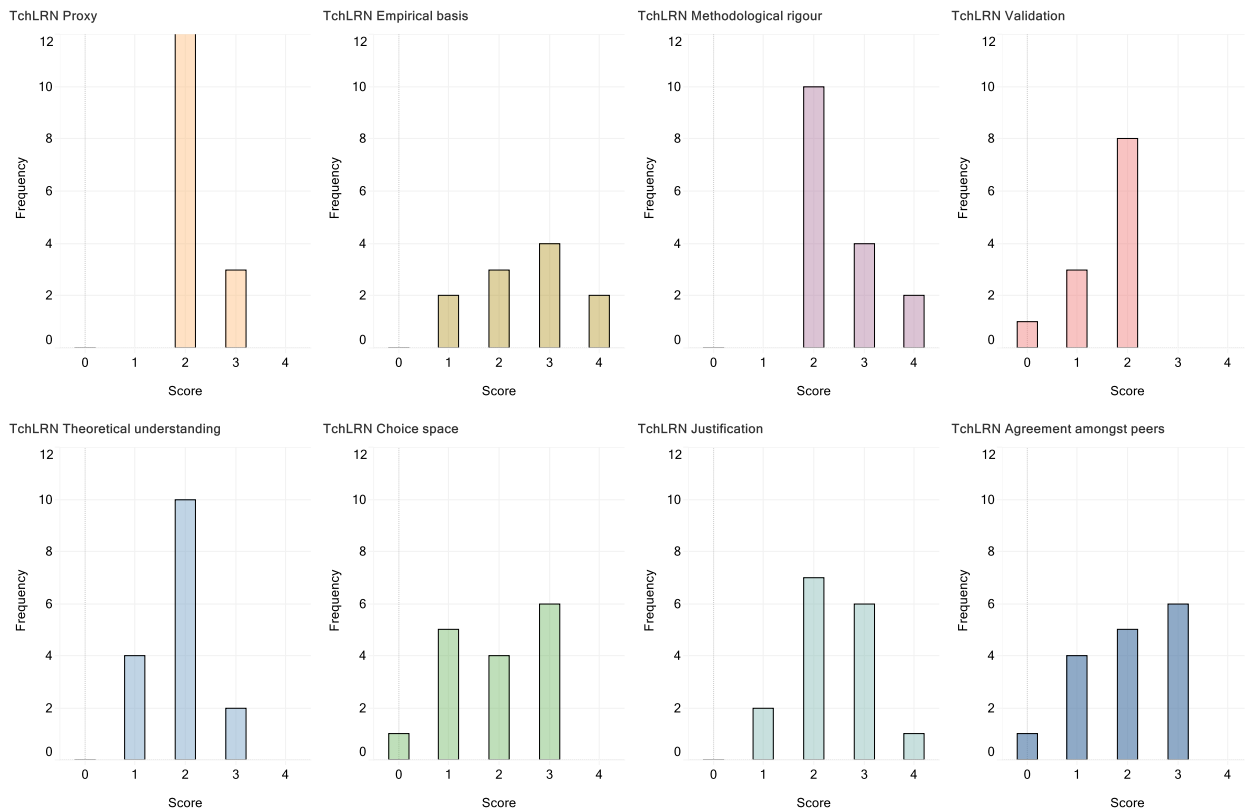 TchLRN Proxy
TchLRN Empirical basis
TchLRN Methodological rigour
TchLRN Validation
12
10
8
6
4
2
0
Frequency
0 1 2 3 4
Score
12
10
8
6
4
2
0
Frequency
0 1 2 3 4
Score
12
10
8
6
4
2
0
Frequency
0 1 2 3 4
Score
12
10
8
6
4
2
0
Frequency
0 1 2 3 4
Score
TchLRN Theoretical understanding
TchLRN Choice space
TchLRN Justification
TchLRN Agreement amongst peers
12
10
8
6
4
2
0
Frequency
0 1 2 3 4
Score
12
10
8
6
4
2
0
Frequency
0 1 2 3 4
Score
12
10
8
6
4
2
0
Frequency
0 1 2 3 4
Score
12
10
8
6
4
2
0
Frequency
0 1 2 3 4
Score